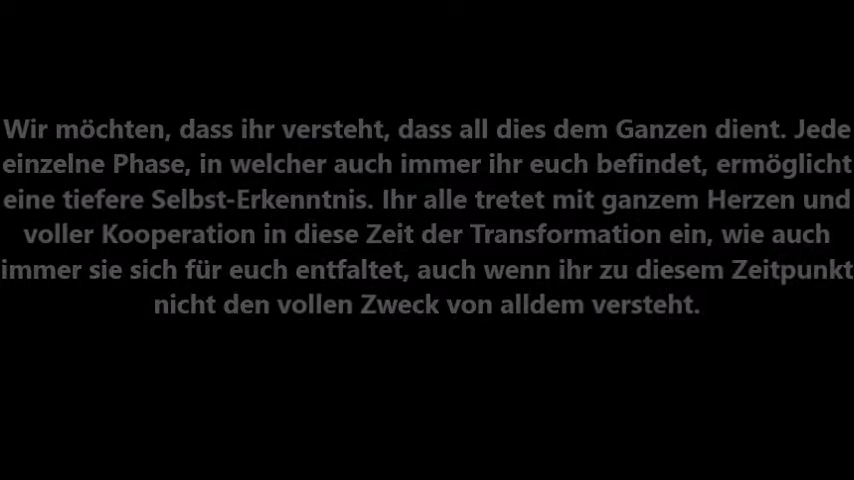 Wir möchten, dass ihr versteht, dass all dies dem Ganzen dient. Jede
einzelne Phase, in welcher auch immer ihr euch befindet, ermöglicht
eine tiefere Selbst-Erkenntnis. Ihr alle tretet mit ganzem Herzen und
voller Kooperation in diese Zeit der Transformation ein, wie auch
immer sie sich für euch entfaltet, auch wenn ihr zu diesem Zeitpunkt
nicht den vollen Zweck von alldem versteht.